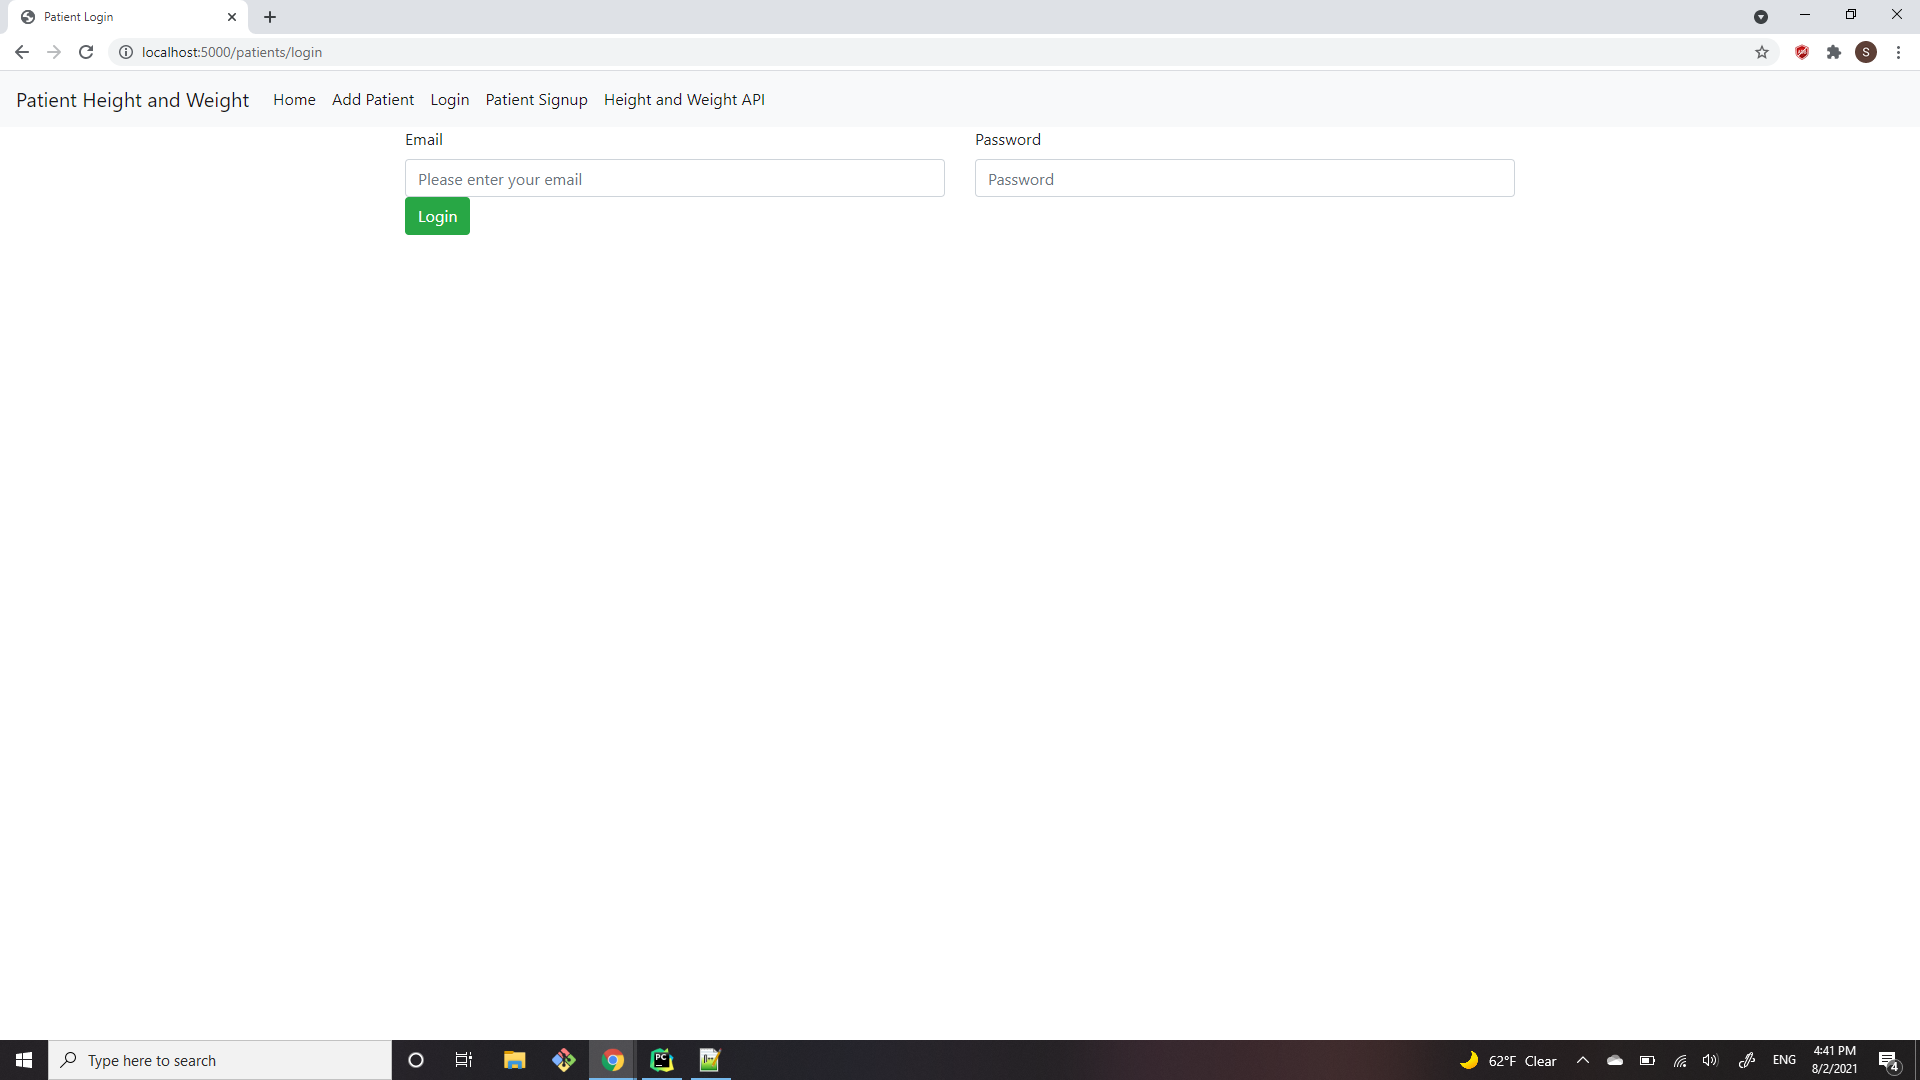 Patient Login
localhost:5000/patients/login
S
Patient Height and Weight Home Add Patient Login Patient Signup Height and Weight API
Email Password
Please enter your email Password
Login
Type here to search
PC
62°F Clear
ENG
4:41 PM
8/2/2021
4